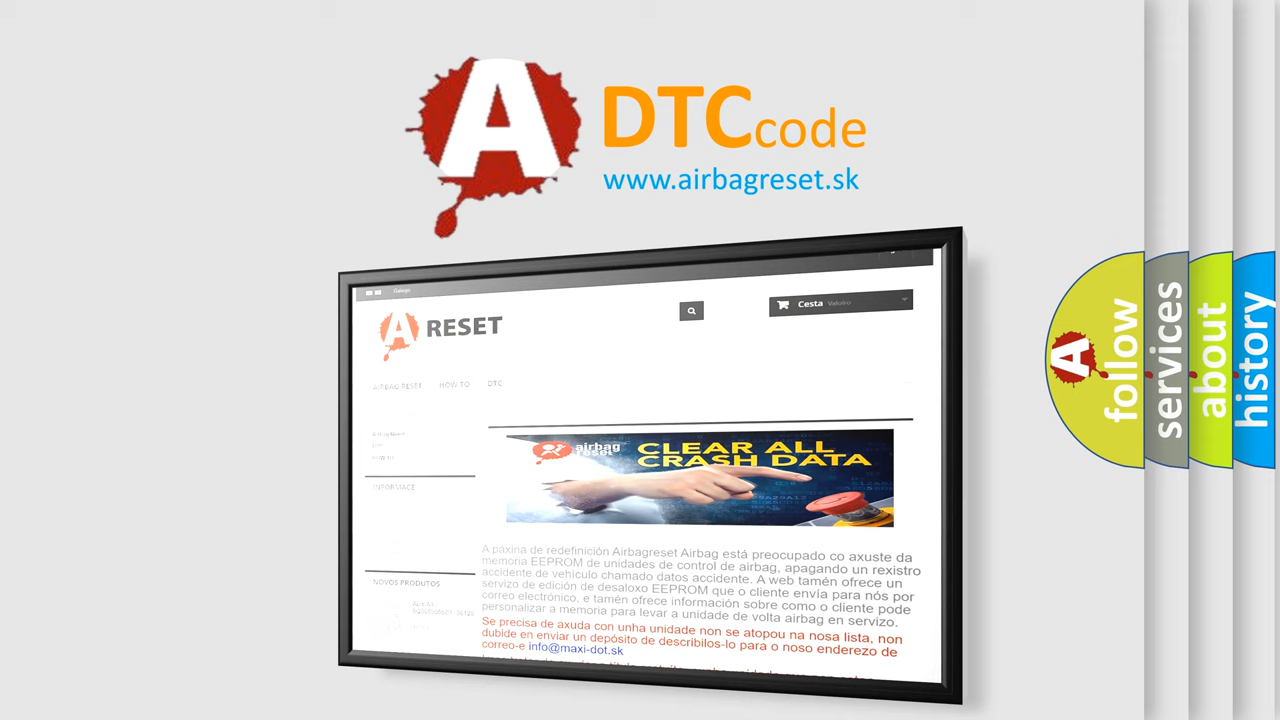 A
DTCcode
www.airbagreset.sk
Galego
A RESET
Cesta Valeiro
AIRBAG RESET HOW TO DTC
INFORMACE
NOVOS PRODUTOS
airbag
reset
CLEAR ALL
CRASH DATA
A páxina de redefinición Airbagreset Airbag está preocupado co axuste da
memoria EEPROM de unidades de control de airbag, apagando un rexistro
accidente de vehículo chamado datos accidente. A web tamén ofrece un
servizo de edición de desaloxo EEPROM que o cliente envía para nós por
correo electrónico, e tamén ofrece información sobre como o cliente pode
personalizar a memoria para levar a unidade de volta airbag en servizo.
Se precisa de axuda con unha unidade non se atopou na nosa lista, non
dubide en enviar un depósito de describilos-lo para o noso enderezo de
correo-e info@maxi-dot.sk
A
follow
services
about
history